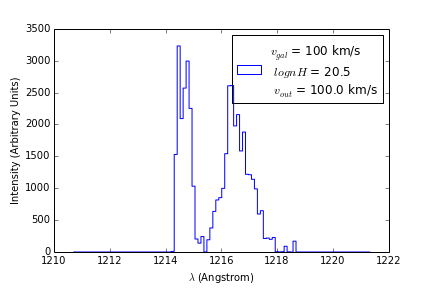 3500
3000
2500
2000
1500
1000
500
0
Intensity (Arbitrary Units)
v_gal = 100 km/s
lognH = 20.5
v_out = 100.0 km/s
1210 1212 1214 1216 1218 1220 1222
λ (Angstrom)